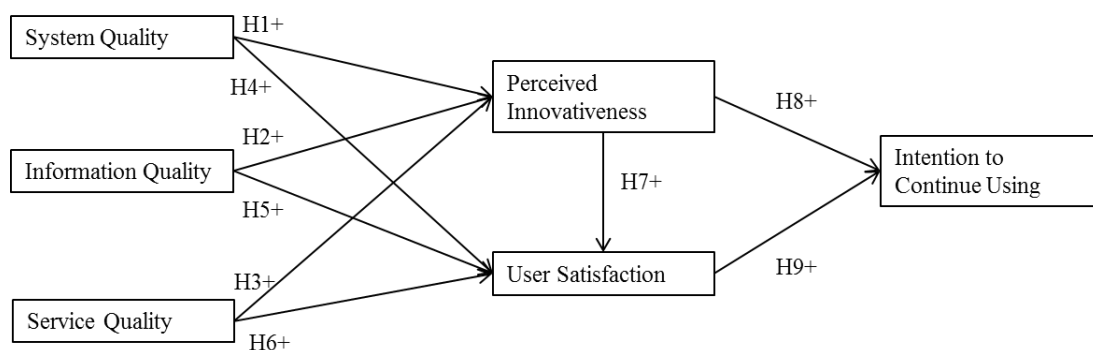 System Quality
H1+
H4+
Perceived
Innovativeness
H8+
H2+
Information Quality
H5+
H7+
Intention to
Continue Using
H3+
User Satisfaction
H9+
Service Quality
H6+